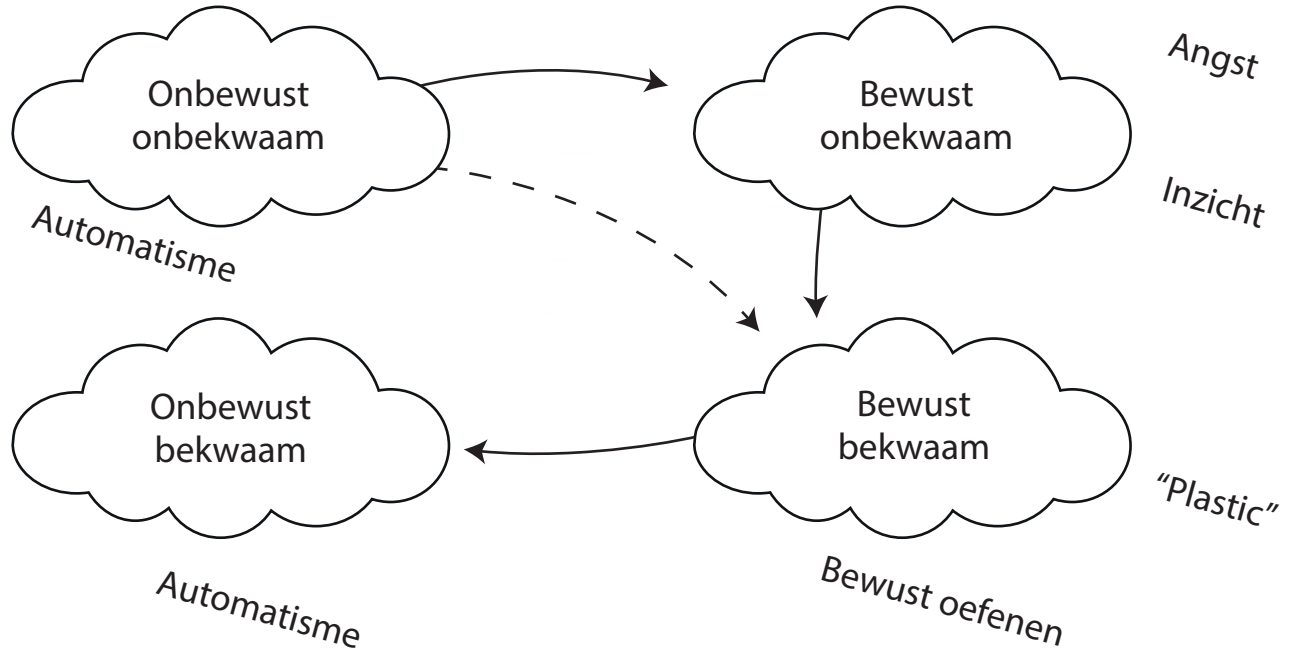 Onbewust
onbekwaam
Bewust
onbekwaam
Angst
Inzicht
Automatisme
Onbewust
bekwaam
Bewust
bekwaam
“Plastic”
Automatisme
Bewust oefenen